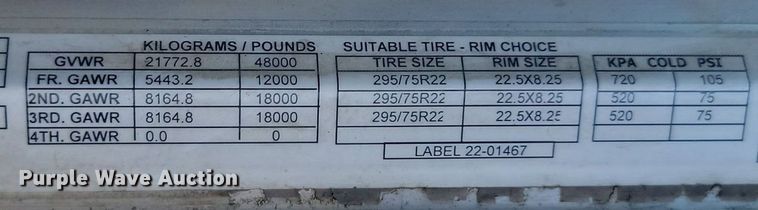 KILOGRAMS / POUNDS SUITABLE TIRE - RIM CHOICE
GVWR 21772.8 48000 TIRE SIZE RIM SIZE KPA COLD PSI
FR. GAWR 5443.2 12000 295/75R22 22.5X8.25 720 105
2ND. GAWR 8164.8 18000 295/75R22 22.5X8.25 520 75
3RD. GAWR 8164.8 18000 295/75R22 22.5X8.25 520 75
4TH. GAWR 0.0 0
LABEL 22-01467
Purple Wave Auction